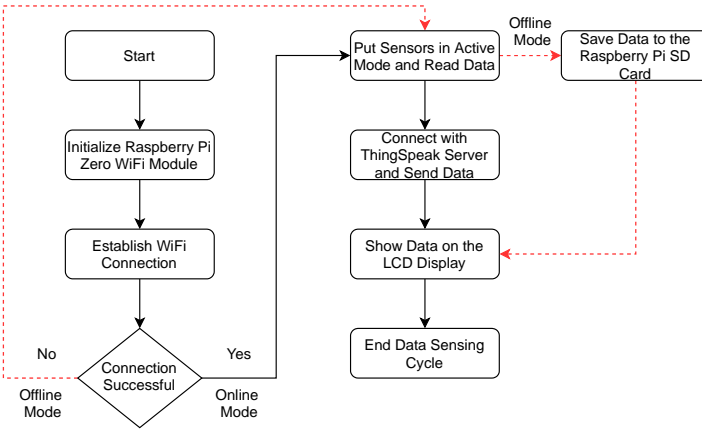 Start
Initialize Raspberry Pi
Zero WiFi Module
Establish WiFi
Connection
Connection
Successful
No
Offline
Mode
Yes
Online
Mode
Put Sensors in Active
Mode and Read Data
Offline
Mode
Save Data to the
Raspberry Pi SD
Card
Connect with
ThingSpeak Server
and Send Data
Show Data on the
LCD Display
End Data Sensing
Cycle